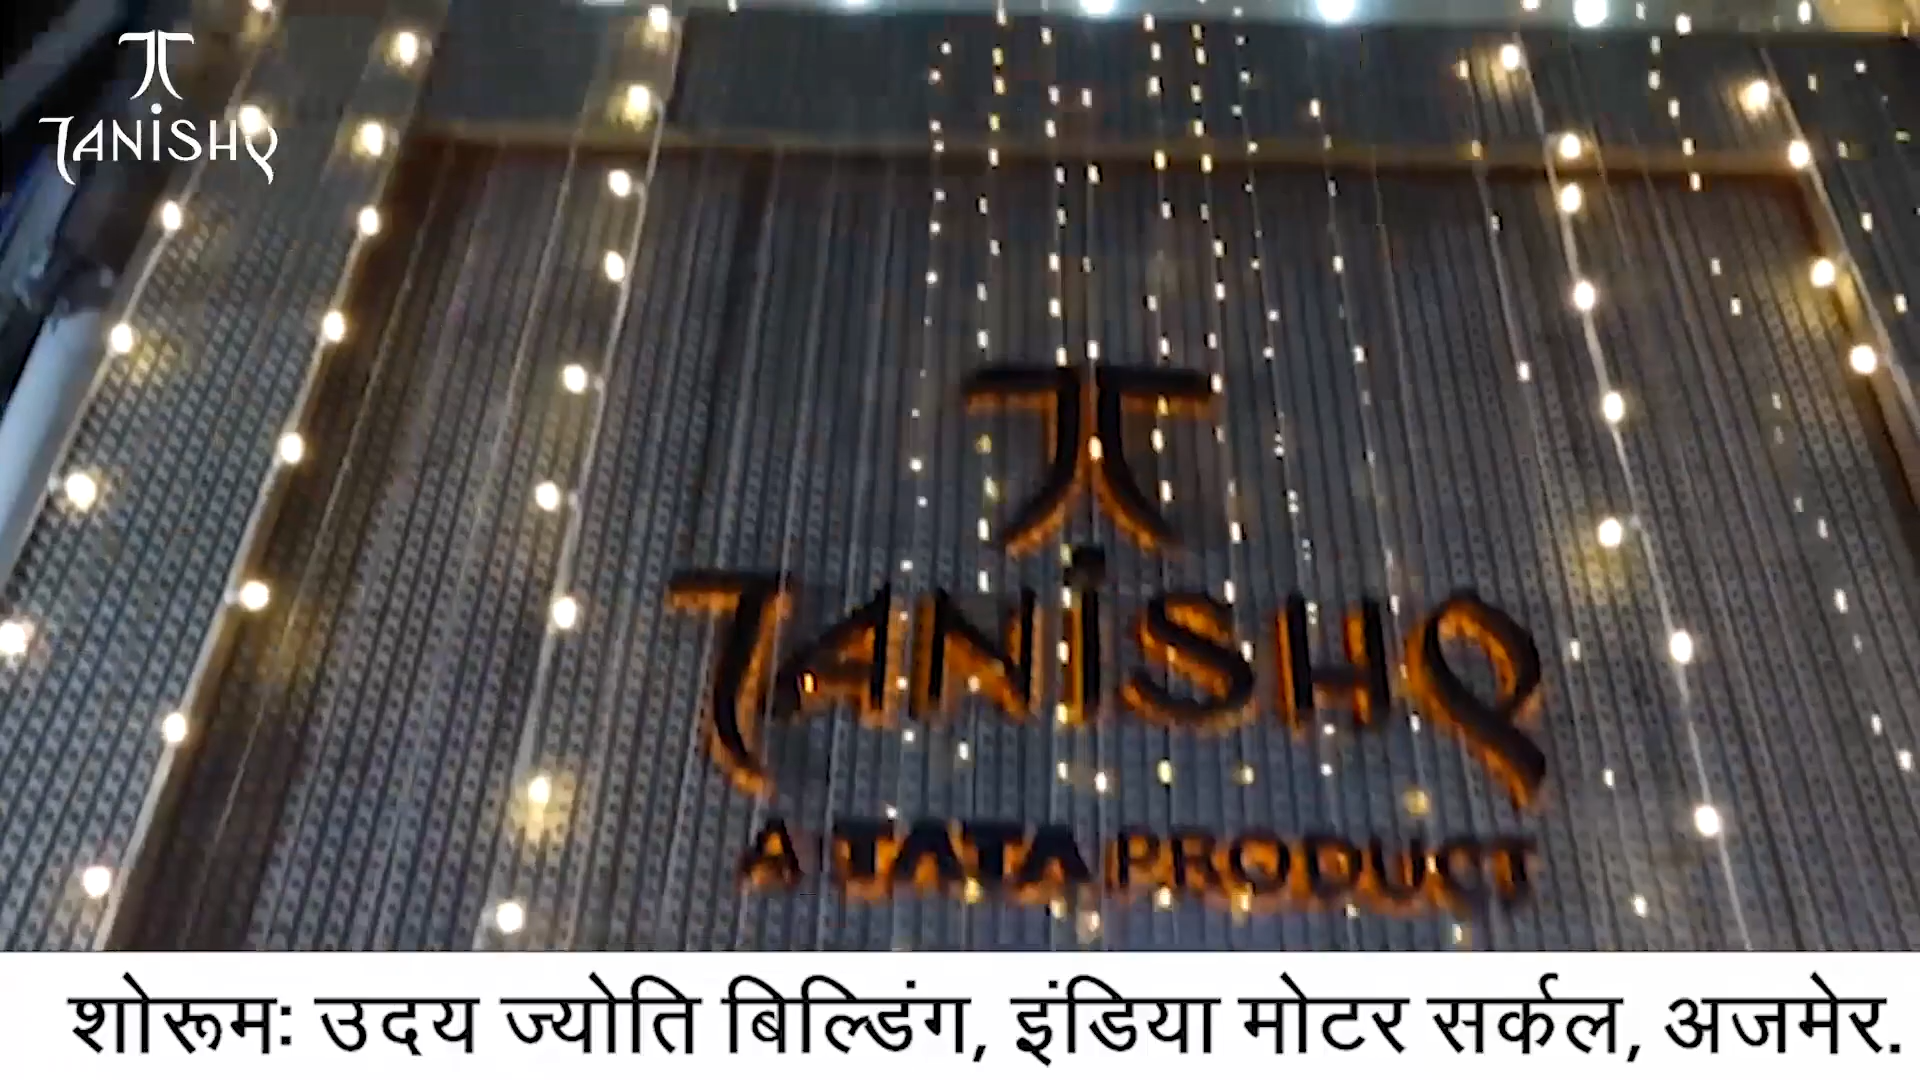 TANiSHQ
TANiSHQ
A TATA PRODUCT
शोरूमः उदय ज्योति बिल्डिंग, इंडिया मोटर सर्कल, अजमेर.